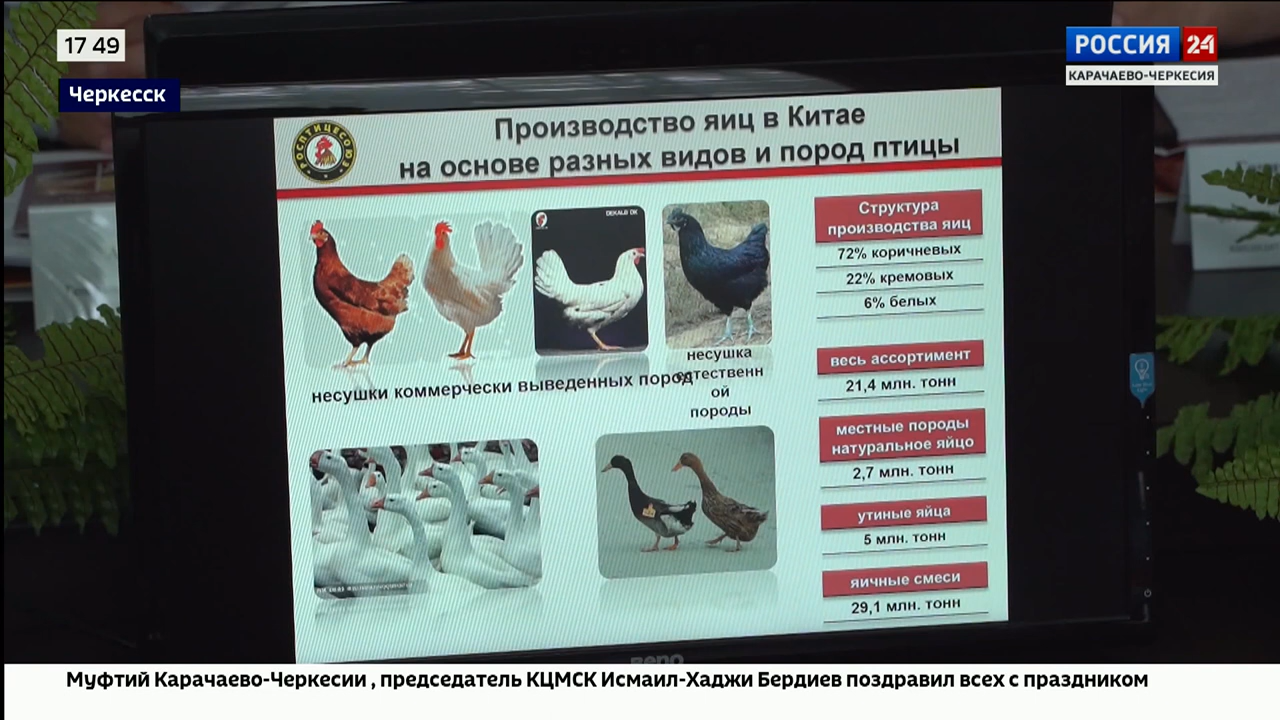 17 49
Черкесск
РОССИЯ 24
КАРАЧАЕВО-ЧЕРКЕСИЯ
РОСПТИЦЕСОЮЗ
Производство яиц в Китае
на основе разных видов и пород птицы
DEKALB
несушки коммерчески выведенных пород
несушка
естественн
ой
породы
Структура
производства яиц
72% коричневых
22% кремовых
6% белых
весь ассортимент
21,4 млн. тонн
местные породы
натуральное яйцо
2,7 млн. тонн
утиные яйца
5 млн. тонн
яичные смеси
29,1 млн. тонн
Муфтий Карачаево-Черкесии , председатель КЦМСК Исмаил-Хаджи Бердиев поздравил всех с праздником